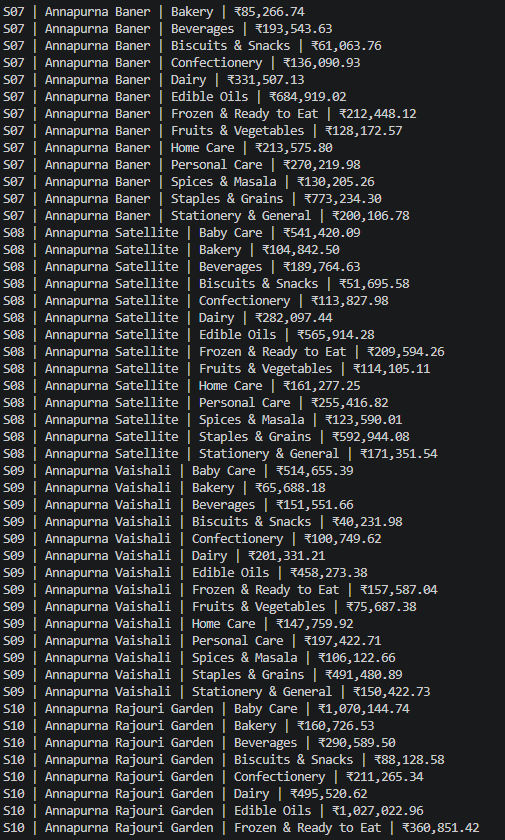 S07 | Annapurna Baner | Bakery | ₹85,266.74
S07 | Annapurna Baner | Beverages | ₹193,543.63
S07 | Annapurna Baner | Biscuits & Snacks | ₹61,063.76
S07 | Annapurna Baner | Confectionery | ₹136,090.93
S07 | Annapurna Baner | Dairy | ₹331,507.13
S07 | Annapurna Baner | Edible Oils | ₹684,919.02
S07 | Annapurna Baner | Frozen & Ready to Eat | ₹212,448.12
S07 | Annapurna Baner | Fruits & Vegetables | ₹128,172.57
S07 | Annapurna Baner | Home Care | ₹213,575.80
S07 | Annapurna Baner | Personal Care | ₹270,219.98
S07 | Annapurna Baner | Spices & Masala | ₹130,205.26
S07 | Annapurna Baner | Staples & Grains | ₹773,234.30
S07 | Annapurna Baner | Stationery & General | ₹200,106.78
S08 | Annapurna Satellite | Baby Care | ₹541,420.09
S08 | Annapurna Satellite | Bakery | ₹104,842.50
S08 | Annapurna Satellite | Beverages | ₹189,764.63
S08 | Annapurna Satellite | Biscuits & Snacks | ₹51,695.58
S08 | Annapurna Satellite | Confectionery | ₹113,827.98
S08 | Annapurna Satellite | Dairy | ₹282,097.44
S08 | Annapurna Satellite | Edible Oils | ₹565,914.28
S08 | Annapurna Satellite | Frozen & Ready to Eat | ₹209,594.26
S08 | Annapurna Satellite | Fruits & Vegetables | ₹114,105.11
S08 | Annapurna Satellite | Home Care | ₹161,277.25
S08 | Annapurna Satellite | Personal Care | ₹255,416.82
S08 | Annapurna Satellite | Spices & Masala | ₹123,590.01
S08 | Annapurna Satellite | Staples & Grains | ₹592,944.08
S08 | Annapurna Satellite | Stationery & General | ₹171,351.54
S09 | Annapurna Vaishali | Baby Care | ₹514,655.39
S09 | Annapurna Vaishali | Bakery | ₹65,688.18
S09 | Annapurna Vaishali | Beverages | ₹151,551.66
S09 | Annapurna Vaishali | Biscuits & Snacks | ₹40,231.98
S09 | Annapurna Vaishali | Confectionery | ₹100,749.62
S09 | Annapurna Vaishali | Dairy | ₹201,331.21
S09 | Annapurna Vaishali | Edible Oils | ₹458,273.38
S09 | Annapurna Vaishali | Frozen & Ready to Eat | ₹157,587.04
S09 | Annapurna Vaishali | Fruits & Vegetables | ₹75,687.38
S09 | Annapurna Vaishali | Home Care | ₹147,759.92
S09 | Annapurna Vaishali | Personal Care | ₹197,422.71
S09 | Annapurna Vaishali | Spices & Masala | ₹106,122.66
S09 | Annapurna Vaishali | Staples & Grains | ₹491,480.89
S09 | Annapurna Vaishali | Stationery & General | ₹150,422.73
S10 | Annapurna Rajouri Garden | Baby Care | ₹1,070,144.74
S10 | Annapurna Rajouri Garden | Bakery | ₹160,726.53
S10 | Annapurna Rajouri Garden | Beverages | ₹290,589.50
S10 | Annapurna Rajouri Garden | Biscuits & Snacks | ₹88,128.58
S10 | Annapurna Rajouri Garden | Confectionery | ₹211,265.34
S10 | Annapurna Rajouri Garden | Dairy | ₹495,520.62
S10 | Annapurna Rajouri Garden | Edible Oils | ₹1,027,022.96
S10 | Annapurna Rajouri Garden | Frozen & Ready to Eat | ₹360,851.42